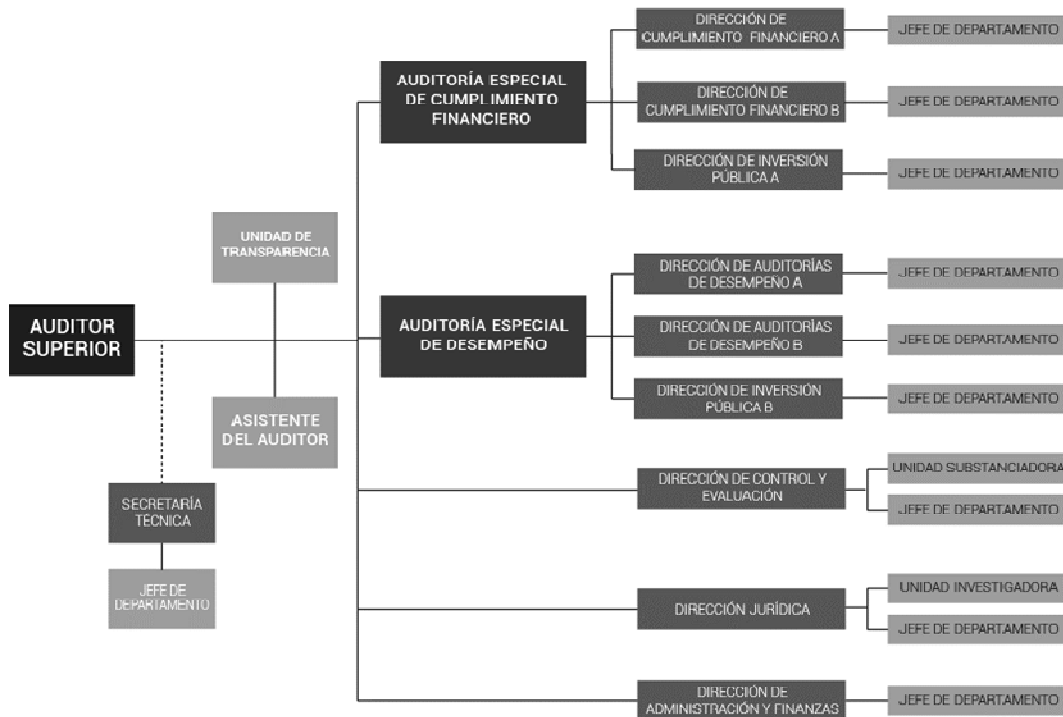 DIRECCIÓN DE
CUMPLIMIENTO FINANCIERO A
JEFE DE DEPARTAMENTO
AUDITORÍA ESPECIAL
DE CUMPLIMIENTO
FINANCIERO
DIRECCIÓN DE
CUMPLIMIENTO FINANCIERO B
JEFE DE DEPARTAMENTO
DIRECCIÓN DE INVERSIÓN
PÚBLICA A
JEFE DE DEPARTAMENTO
UNIDAD DE
TRANSPARENCIA
DIRECCIÓN DE AUDITORÍAS
DE DESEMPEÑO A
JEFE DE DEPARTAMENTO
AUDITOR
SUPERIOR
AUDITORÍA ESPECIAL
DE DESEMPEÑO
DIRECCIÓN DE AUDITORÍAS
DE DESEMPEÑO B
JEFE DE DEPARTAMENTO
DIRECCIÓN DE INVERSIÓN
PÚBLICA B
JEFE DE DEPARTAMENTO
ASISTENTE
DEL AUDITOR
DIRECCIÓN DE CONTROL Y
EVALUACIÓN
UNIDAD SUBSTANCIADORA
JEFE DE DEPARTAMENTO
SECRETARÍA
TECNICA
JEFE DE
DEPARTAMENTO
DIRECCIÓN JURÍDICA
UNIDAD INVESTIGADORA
JEFE DE DEPARTAMENTO
DIRECCIÓN DE
ADMINISTRACIÓN Y FINANZAS
JEFE DE DEPARTAMENTO